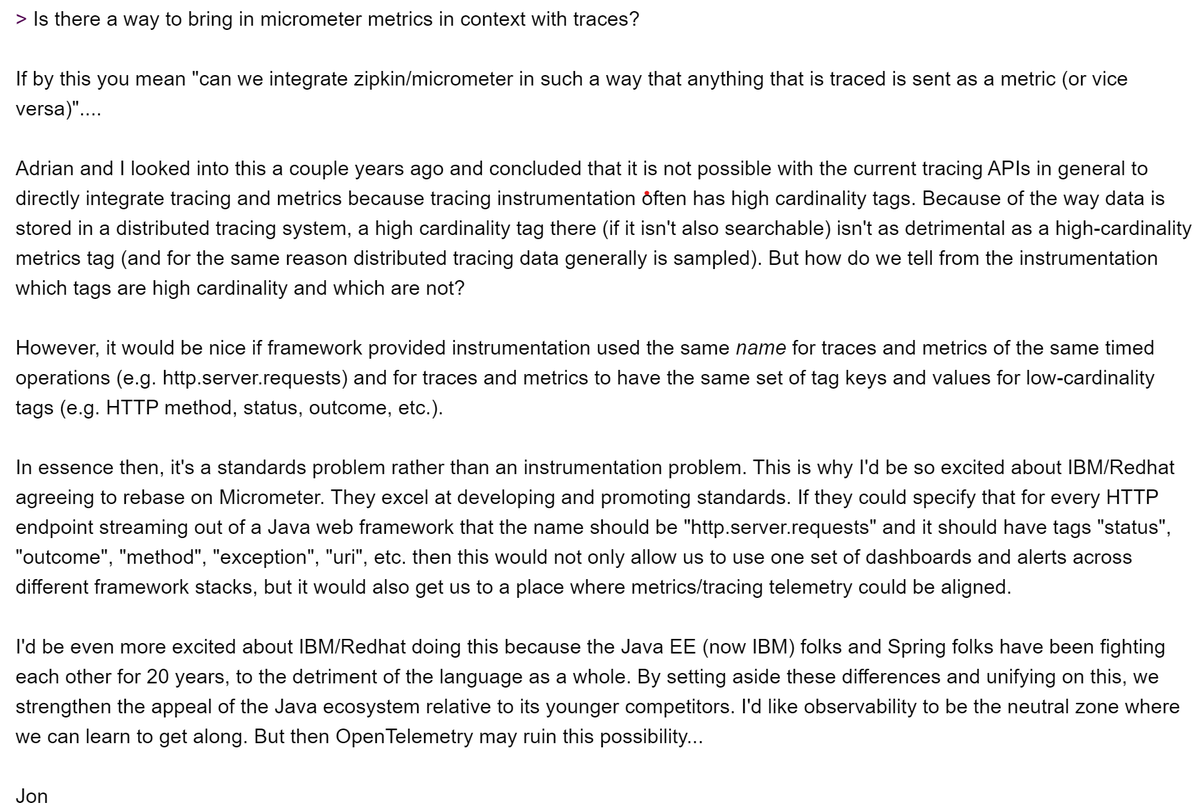 > Is there a way to bring in micrometer metrics in context with traces?
If by this you mean "can we integrate zipkin/micrometer in such a way that anything that is traced is sent as a metric (or vice
versa)"....
Adrian and I looked into this a couple years ago and concluded that it is not possible with the current tracing APIs in general to
directly integrate tracing and metrics because tracing instrumentation often has high cardinality tags. Because of the way data is
stored in a distributed tracing system, a high cardinality tag there (if it isn't also searchable) isn't as detrimental as a high-cardinality
metrics tag (and for the same reason distributed tracing data generally is sampled). But how do we tell from the instrumentation
which tags are high cardinality and which are not?
However, it would be nice if framework provided instrumentation used the same name for traces and metrics of the same timed
operations (e.g. http.server.requests) and for traces and metrics to have the same set of tag keys and values for low-cardinality
tags (e.g. HTTP method, status, outcome, etc.).
In essence then, it's a standards problem rather than an instrumentation problem. This is why I'd be so excited about IBM/Redhat
agreeing to rebase on Micrometer. They excel at developing and promoting standards. If they could specify that for every HTTP
endpoint streaming out of a Java web framework that the name should be "http.server.requests" and it should have tags "status",
"outcome", "method", "exception", "uri", etc. then this would not only allow us to use one set of dashboards and alerts across
different framework stacks, but it would also get us to a place where metrics/tracing telemetry could be aligned.
I'd be even more excited about IBM/Redhat doing this because the Java EE (now IBM) folks and Spring folks have been fighting
each other for 20 years, to the detriment of the language as a whole. By setting aside these differences and unifying on this, we
strengthen the appeal of the Java ecosystem relative to its younger competitors. I'd like observability to be the neutral zone where
we can learn to get along. But then OpenTelemetry may ruin this possibility...
Jon